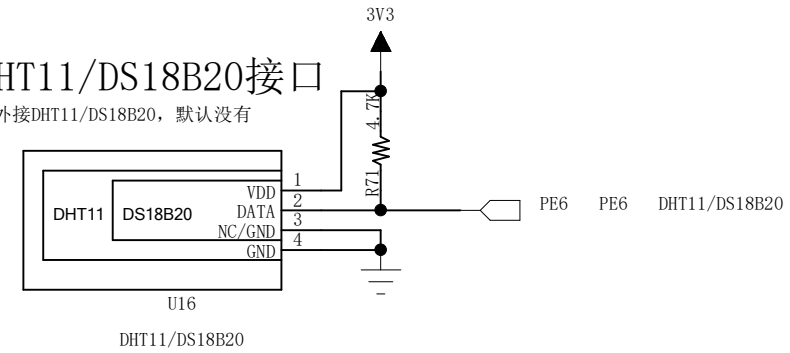 3V3
HT11/DS18B20接口
外接DHT11/DS18B20，默认没有
4.7K
R71
VDD 1
DATA 2
NC/GND 3
GND 4
DHT11
DS18B20
PE6 PE6 DHT11/DS18B20
U16
DHT11/DS18B20